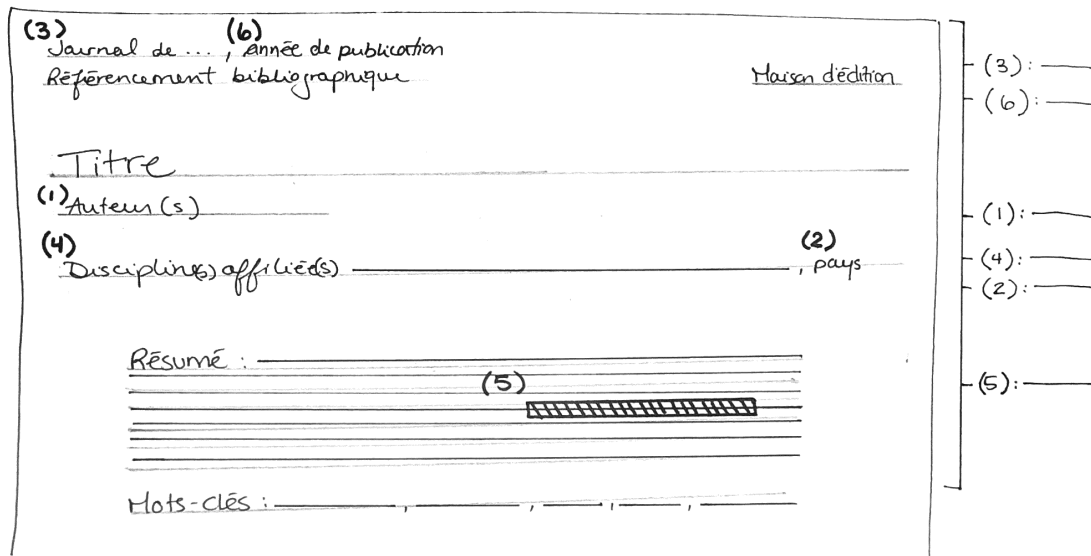 (3) (6)
Journal de ... , année de publication
Référencement bibliographique
Maison d'édition
Titre
(1) Auteur(s)
(4) (2)
Discipline(s) affiliée(s) , pays
Résumé :
(5)
Mots-clés : , , , ,
(3) :
(6) :
(1) :
(4) :
(2) :
(5) :